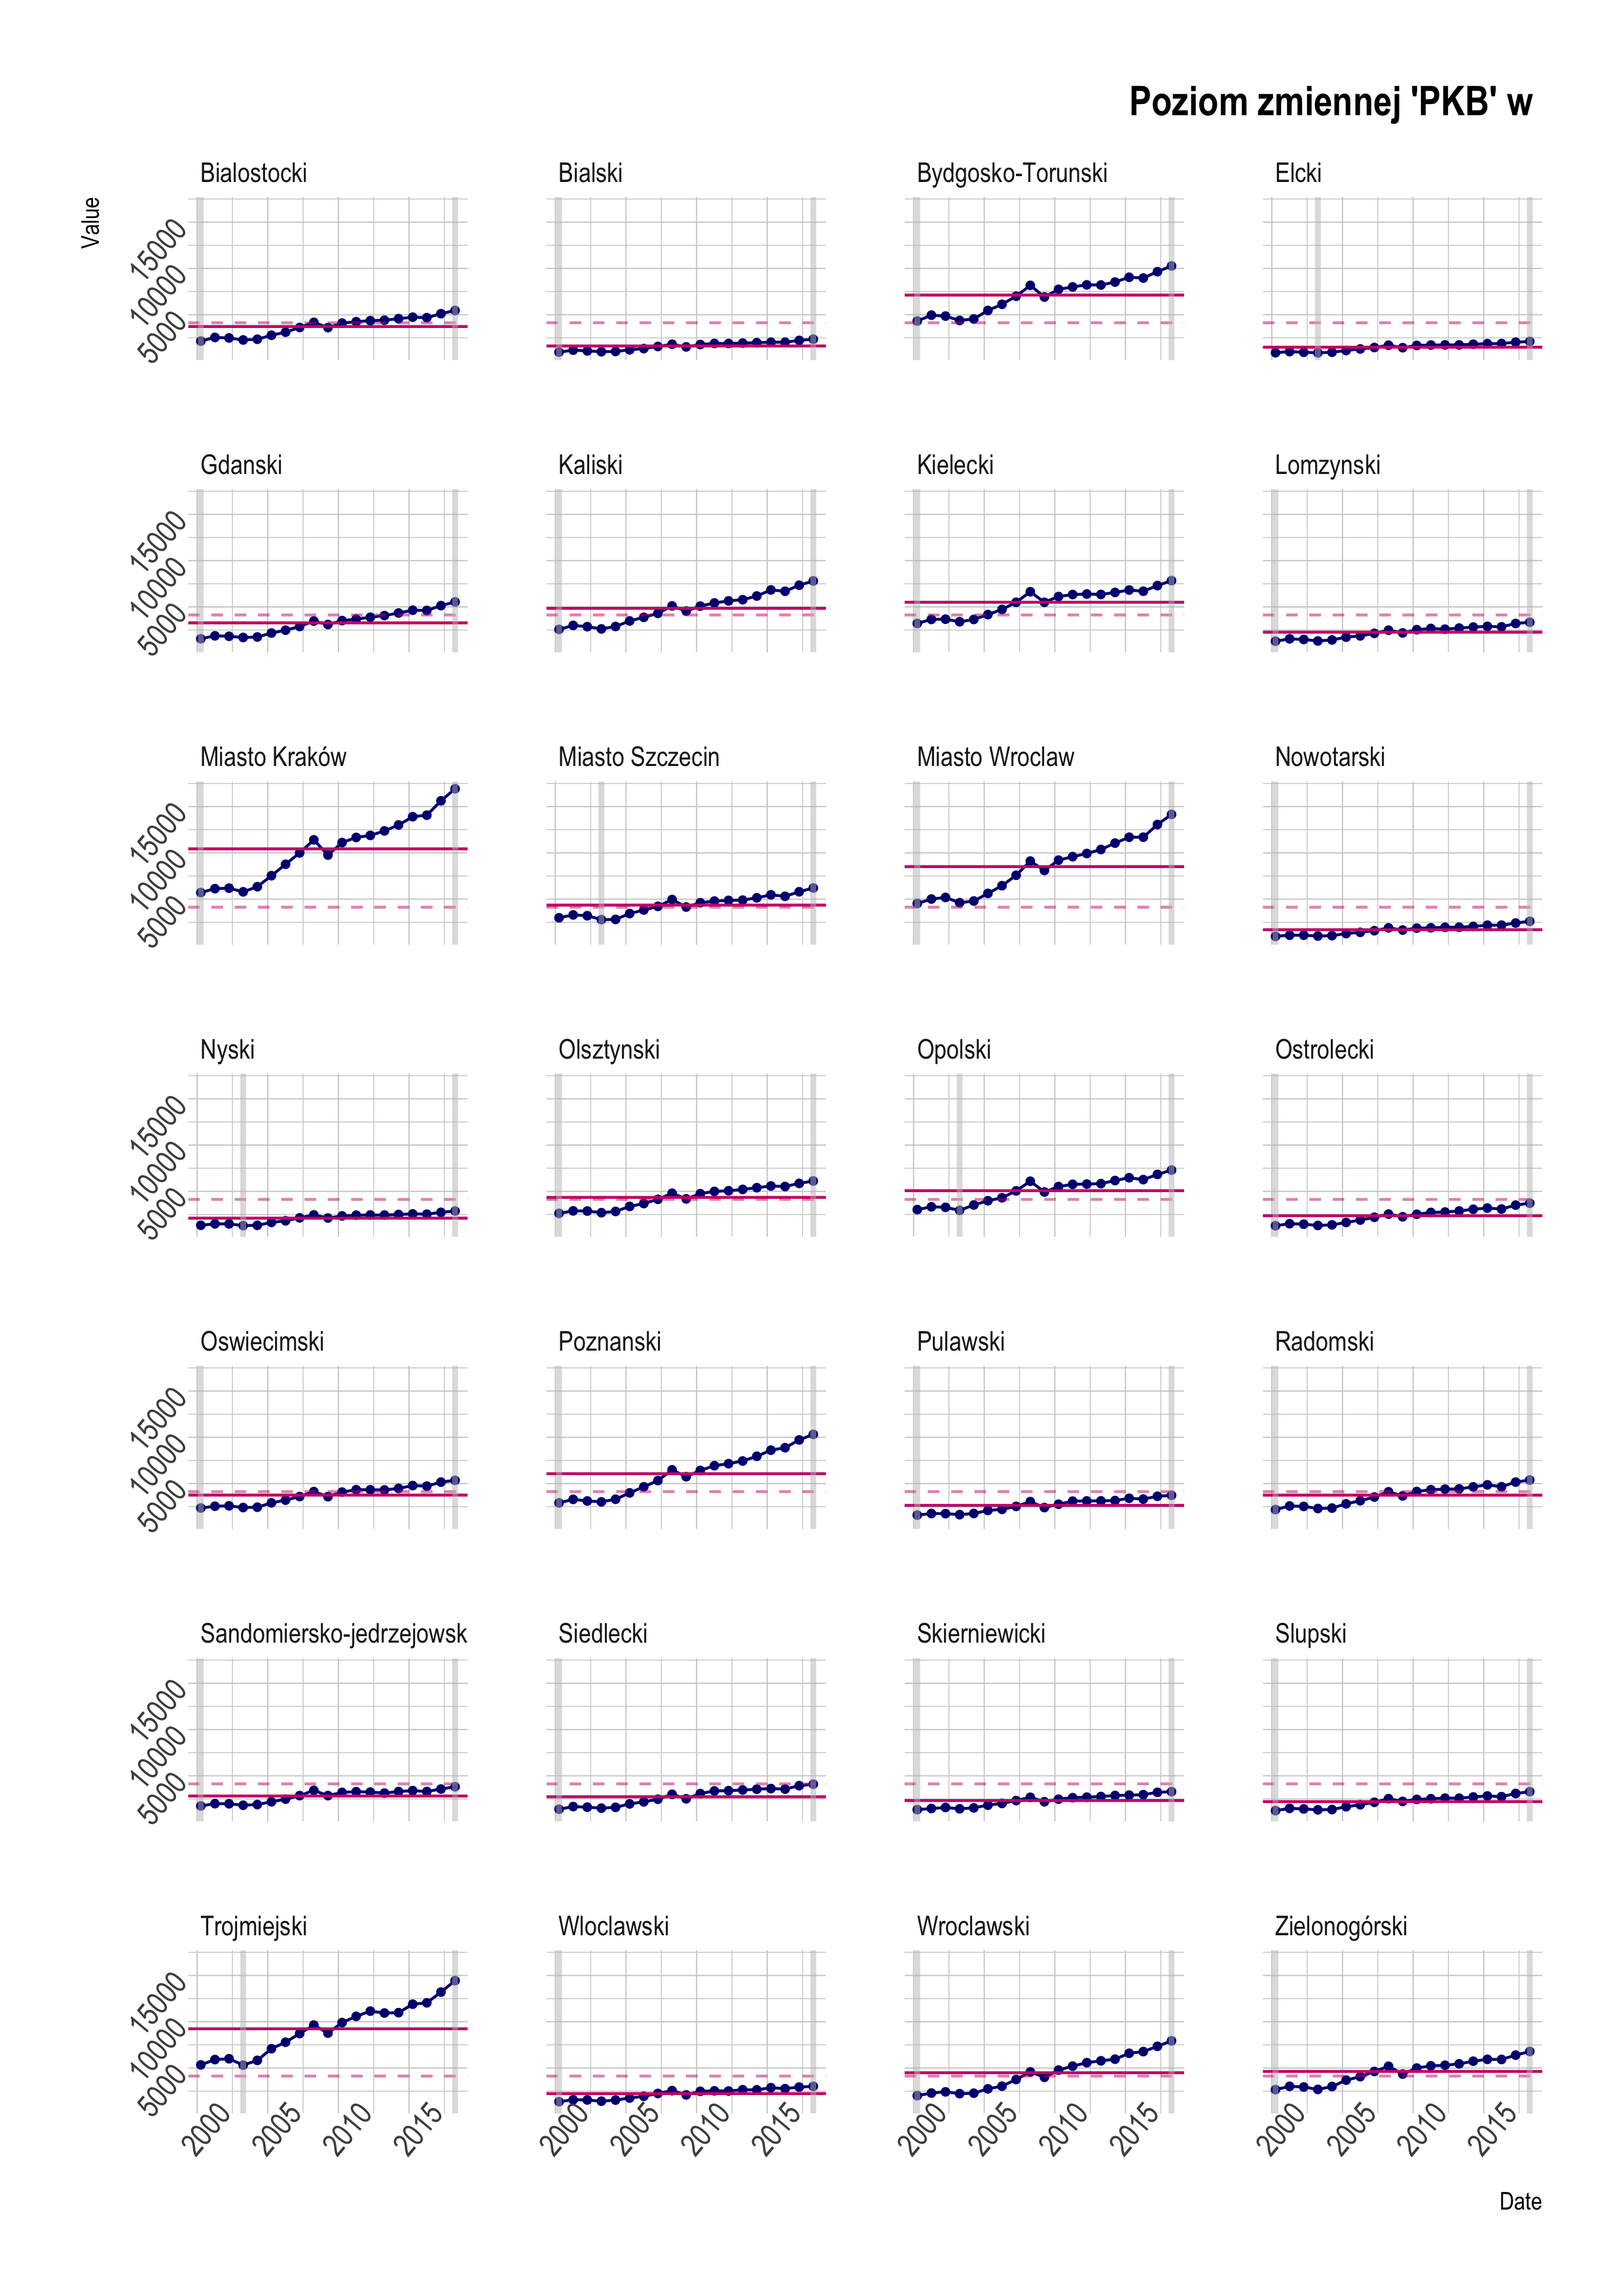 Poziom zmiennej 'PKB' w
Value
Bialostocki
Bialski
Bydgosko-Torunski
Elcki
15000
10000
5000
Gdanski
Kaliski
Kielecki
Lomzynski
15000
10000
5000
Miasto Kraków
Miasto Szczecin
Miasto Wroclaw
Nowotarski
15000
10000
5000
Nyski
Olsztynski
Opolski
Ostrolecki
15000
10000
5000
Oswiecimski
Poznanski
Pulawski
Radomski
15000
10000
5000
Sandomiersko-jedrzejowsk
Siedlecki
Skierniewicki
Slupski
15000
10000
5000
Trojmiejski
Wloclawski
Wroclawski
Zielonogórski
15000
10000
5000
2000 2005 2010 2015
2000 2005 2010 2015
2000 2005 2010 2015
2000 2005 2010 2015
Date